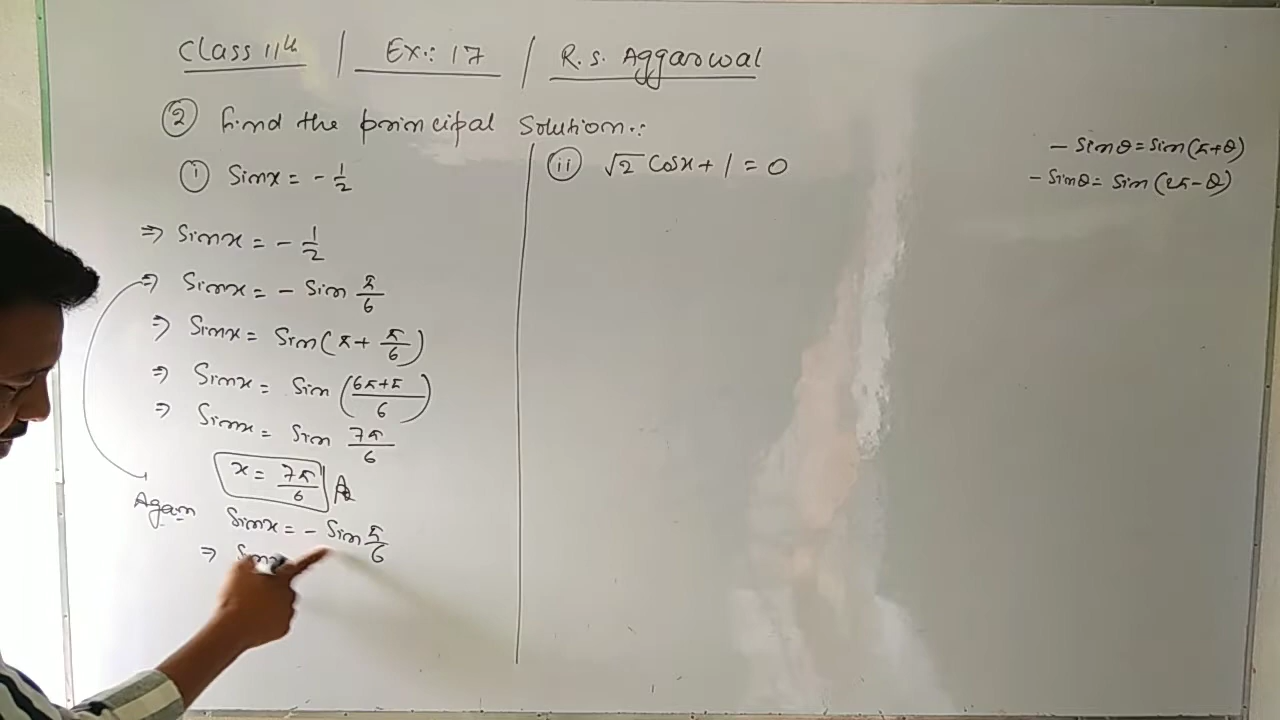 Class 11th / Ex.: 17 / R. S. Aggarwal
② Find the principal Solution.:
① Sinx = - 1/2
⇒ Sinx = - 1/2
⇒ Sinx = - Sin π/6
⇒ Sinx = Sin(π + π/6)
⇒ Sinx = Sin (6π+π/6)
⇒ Sinx = Sin 7π/6
x = 7π/6 A
Again Sinx = - Sin π/6
⇒ Sinx
ⅱ √2 Cosx + 1 = 0
- Sinθ = Sin(π+θ)
- Sinθ = Sin (2π-θ)